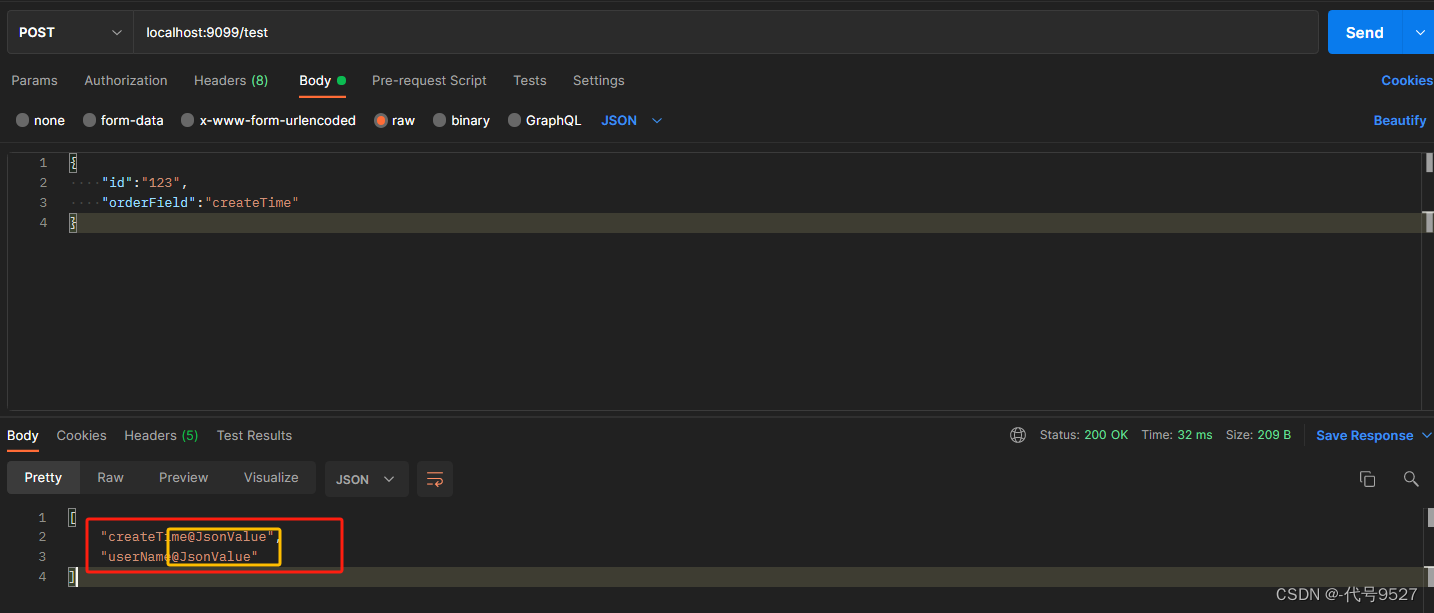 POST localhost:9099/test Send
Params Authorization Headers (8) Body Pre-request Script Tests Settings Cookies
none form-data x-www-form-urlencoded raw binary GraphQL JSON Beautify
1 {
2 ····"id":"123",
3 ····"orderField":"createTime"
4 }
Body Cookies Headers (5) Test Results Status: 200 OK Time: 32 ms Size: 209 B Save Response
Pretty Raw Preview Visualize JSON
1 [
2 "createTime@JsonValue",
3 "userName@JsonValue"
4 ]
CSDN @-代号9527